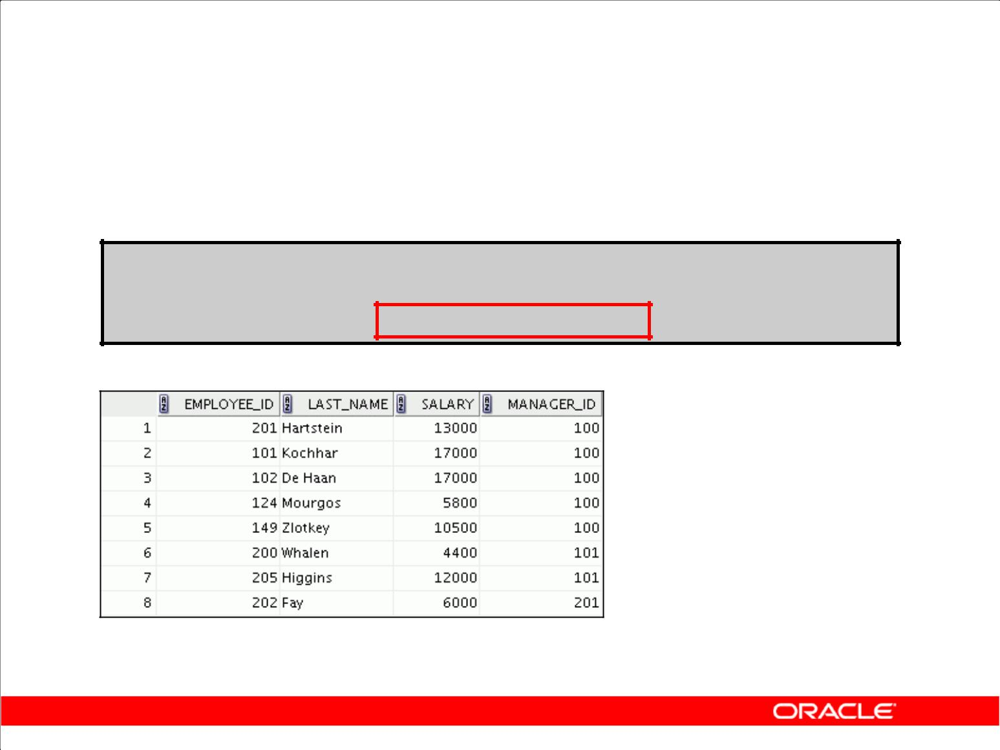 EMPLOYEE_ID LAST_NAME SALARY MANAGER_ID
1 201 Hartstein 13000 100
2 101 Kochhar 17000 100
3 102 De Haan 17000 100
4 124 Mourgos 5800 100
5 149 Zlotkey 10500 100
6 200 Whalen 4400 101
7 205 Higgins 12000 101
8 202 Fay 6000 201
ORACLE